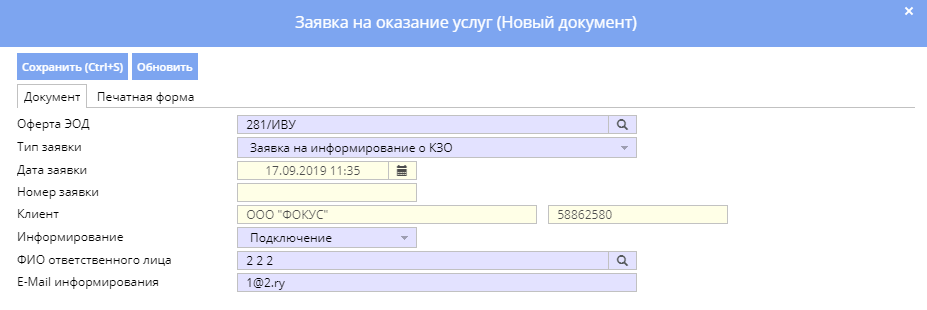 Заявка на оказание услуг (Новый документ)
×
Сохранить (Ctrl+S) Обновить
Документ Печатная форма
Оферта ЭОД 281/ИВУ
Тип заявки Заявка на информирование о КЗО
Дата заявки 17.09.2019 11:35
Номер заявки
Клиент ООО "ФОКУС" 58862580
Информирование Подключение
ФИО ответственного лица 2 2 2
E-Mail информирования 1@2.ry